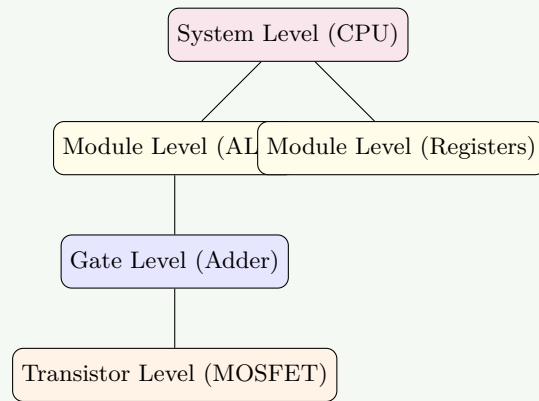 System Level (CPU)
Module Level (AL
Module Level (Registers)
Gate Level (Adder)
Transistor Level (MOSFET)